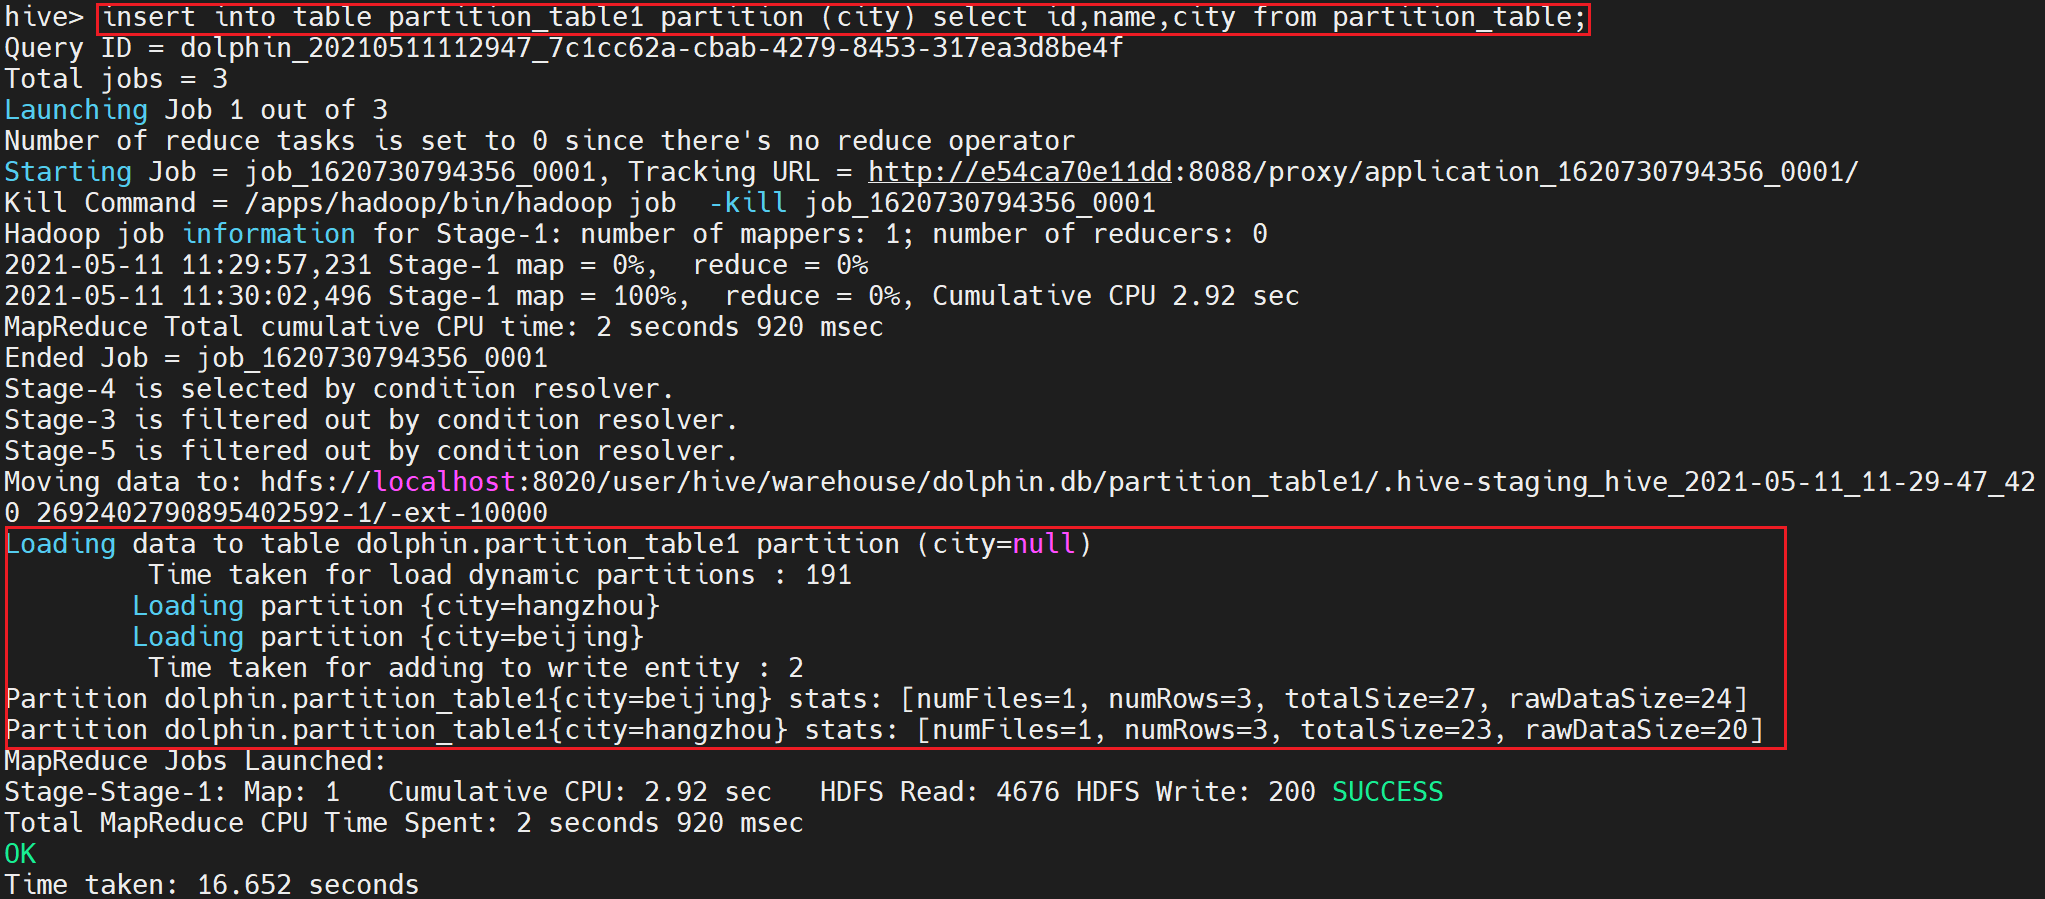 hive> insert into table partition_table1 partition (city) select id,name,city from partition_table;
Query ID = dolphin_20210511112947_7c1cc62a-cbab-4279-8453-317ea3d8be4f
Total jobs = 3
Launching Job 1 out of 3
Number of reduce tasks is set to 0 since there's no reduce operator
Starting Job = job_1620730794356_0001, Tracking URL = http://e54ca70e11dd:8088/proxy/application_1620730794356_0001/
Kill Command = /apps/hadoop/bin/hadoop job  -kill job_1620730794356_0001
Hadoop job information for Stage-1: number of mappers: 1; number of reducers: 0
2021-05-11 11:29:57,231 Stage-1 map = 0%,  reduce = 0%
2021-05-11 11:30:02,496 Stage-1 map = 100%,  reduce = 0%, Cumulative CPU 2.92 sec
MapReduce Total cumulative CPU time: 2 seconds 920 msec
Ended Job = job_1620730794356_0001
Stage-4 is selected by condition resolver.
Stage-3 is filtered out by condition resolver.
Stage-5 is filtered out by condition resolver.
Moving data to: hdfs://localhost:8020/user/hive/warehouse/dolphin.db/partition_table1/.hive-staging_hive_2021-05-11_11-29-47_42
0_2692402790895402592-1/-ext-10000
Loading data to table dolphin.partition_table1 partition (city=null)
         Time taken for load dynamic partitions : 191
        Loading partition {city=hangzhou}
        Loading partition {city=beijing}
         Time taken for adding to write entity : 2
Partition dolphin.partition_table1{city=beijing} stats: [numFiles=1, numRows=3, totalSize=27, rawDataSize=24]
Partition dolphin.partition_table1{city=hangzhou} stats: [numFiles=1, numRows=3, totalSize=23, rawDataSize=20]
MapReduce Jobs Launched:
Stage-Stage-1: Map: 1   Cumulative CPU: 2.92 sec   HDFS Read: 4676 HDFS Write: 200 SUCCESS
Total MapReduce CPU Time Spent: 2 seconds 920 msec
OK
Time taken: 16.652 seconds